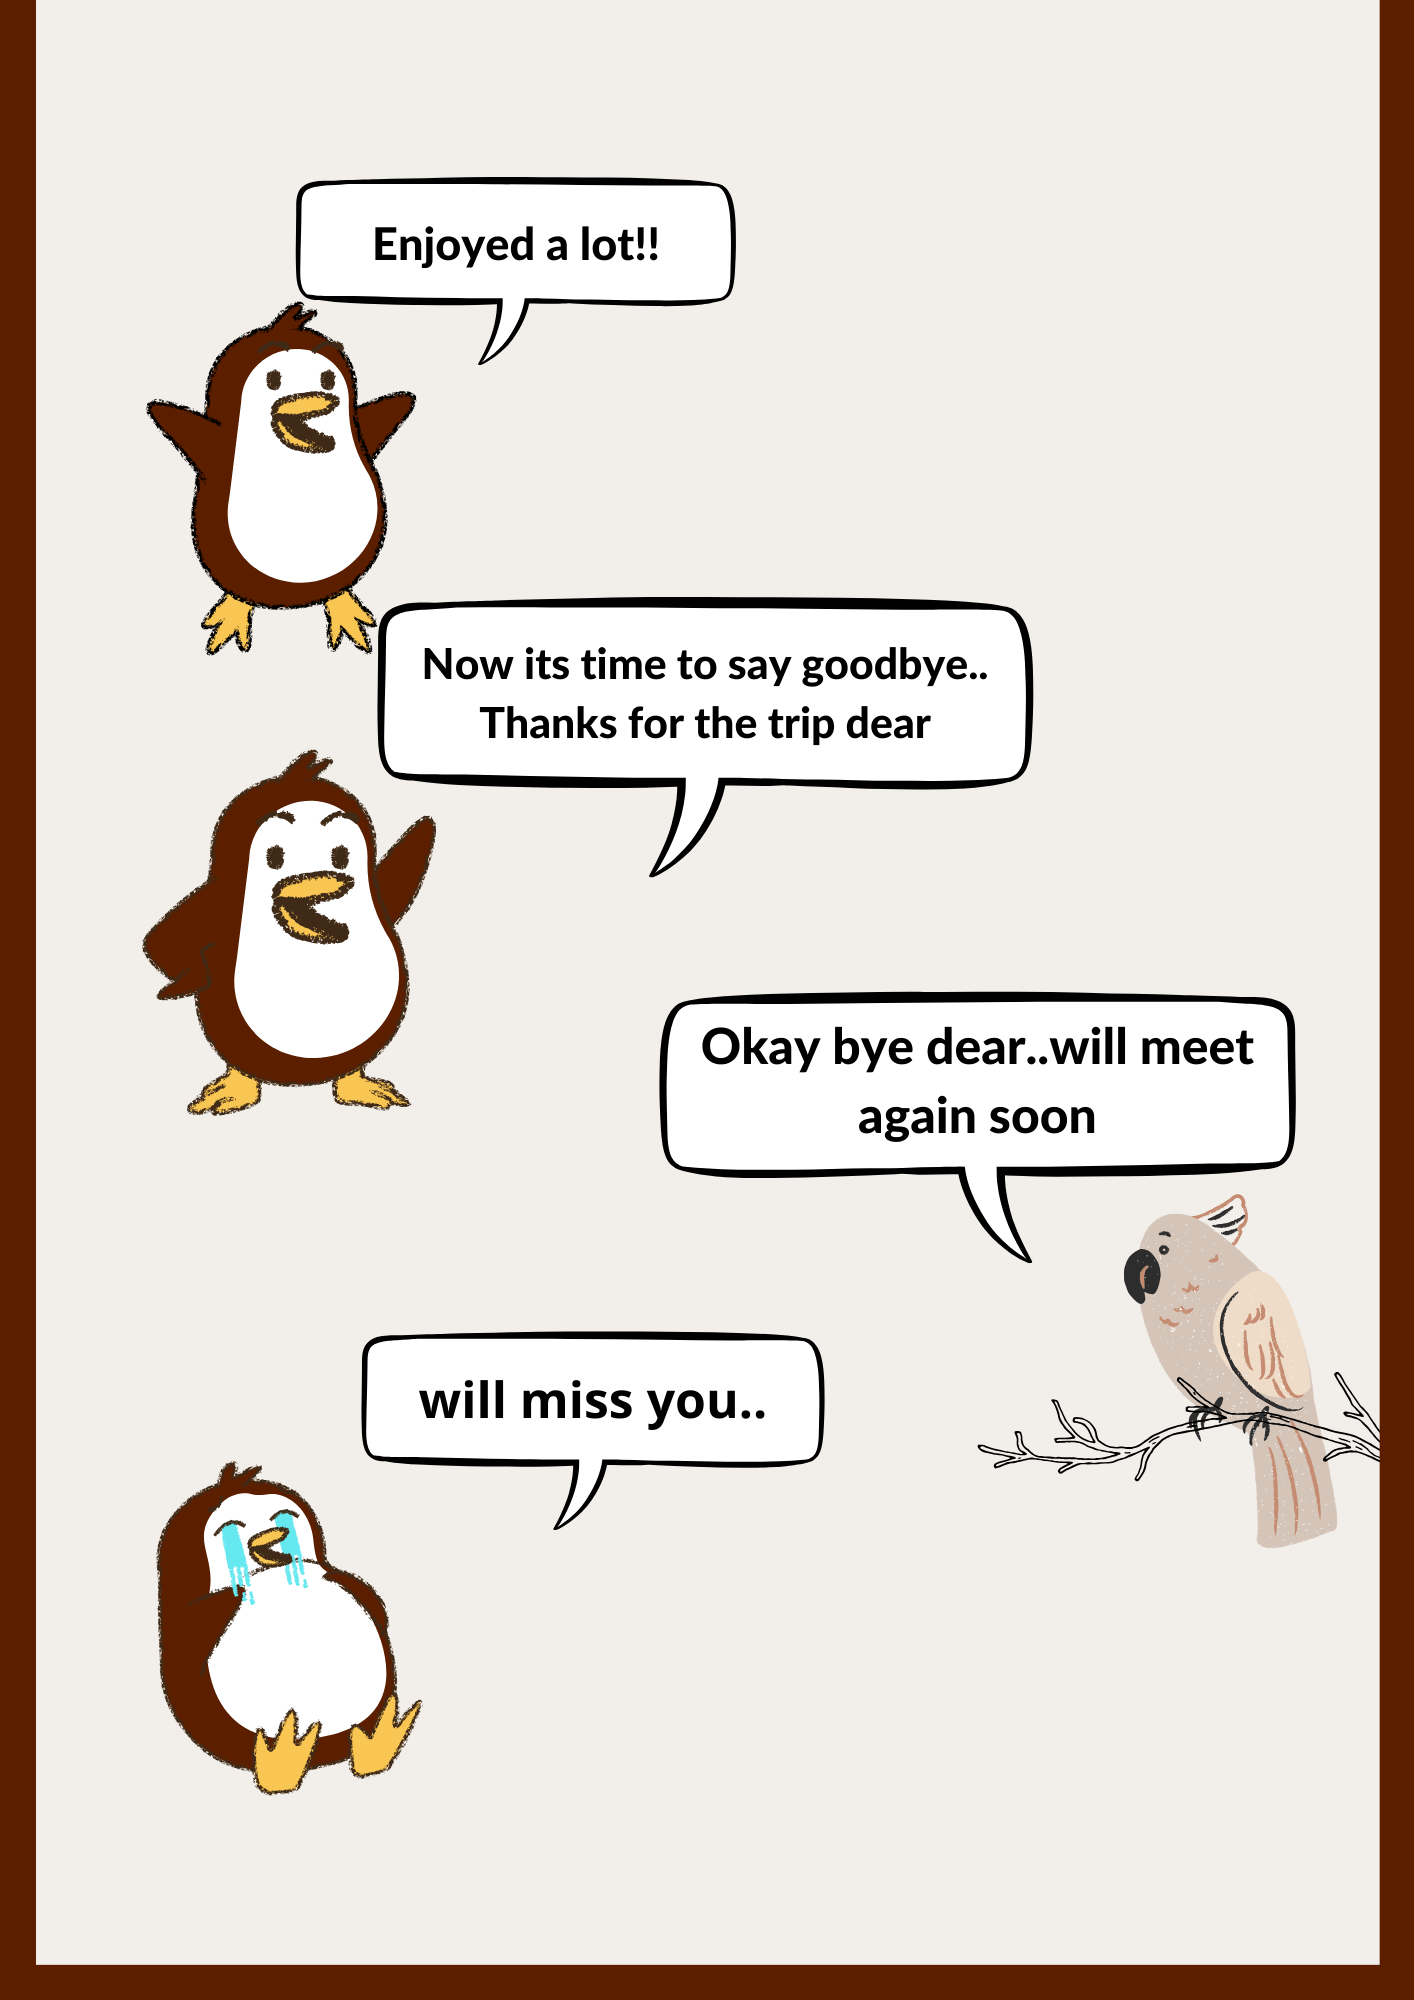 Enjoyed a lot!!
Now its time to say goodbye..
Thanks for the trip dear
Okay bye dear..will meet
again soon
will miss you..